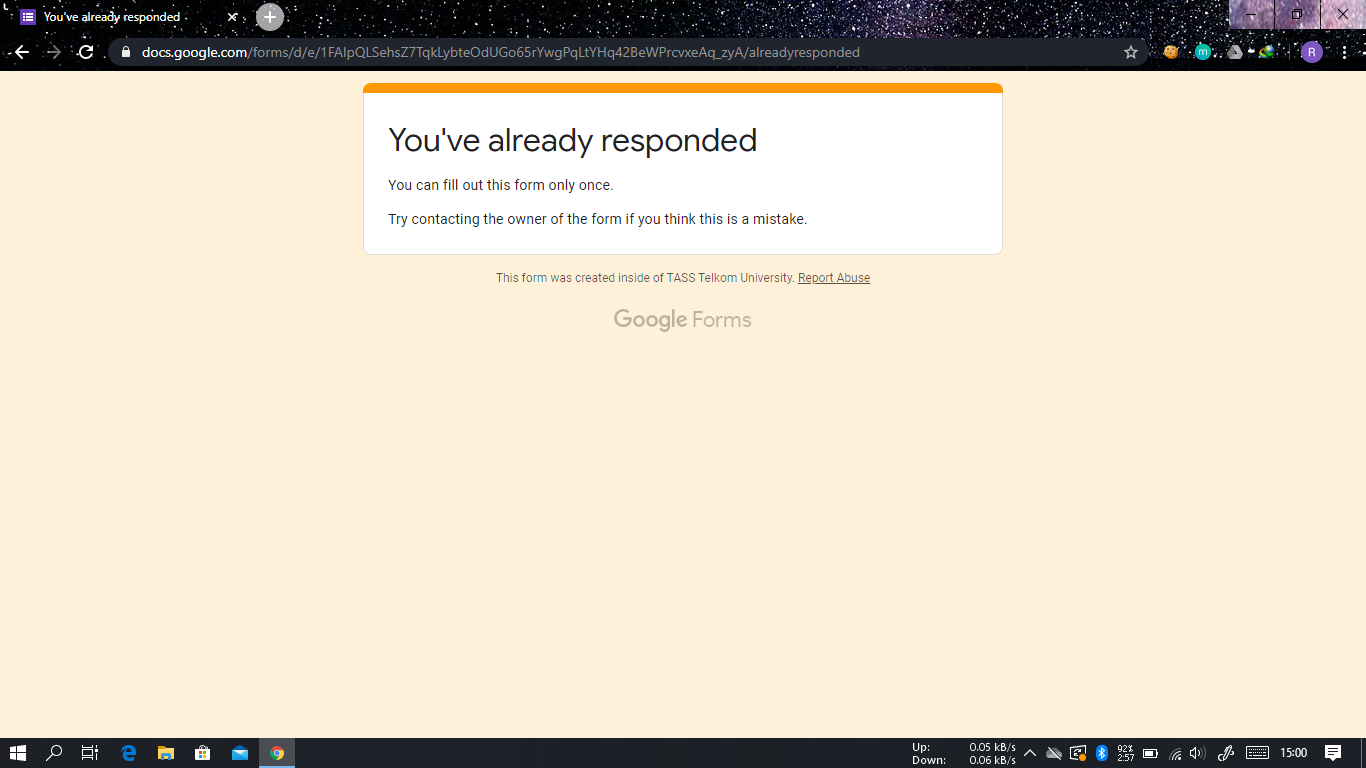 You've already responded
docs.google.com/forms/d/e/1FAIpQLSehsZ7TqkLybteOdUGo65rYwgPqLtYHq42BeWPrcvxeAq_zyA/alreadyresponded
m
R
You've already responded
You can fill out this form only once.
Try contacting the owner of the form if you think this is a mistake.
This form was created inside of TASS Telkom University. Report Abuse
Google Forms
Up: 0.05 kB/s
Down: 0.06 kB/s
92%
2:57
15:00